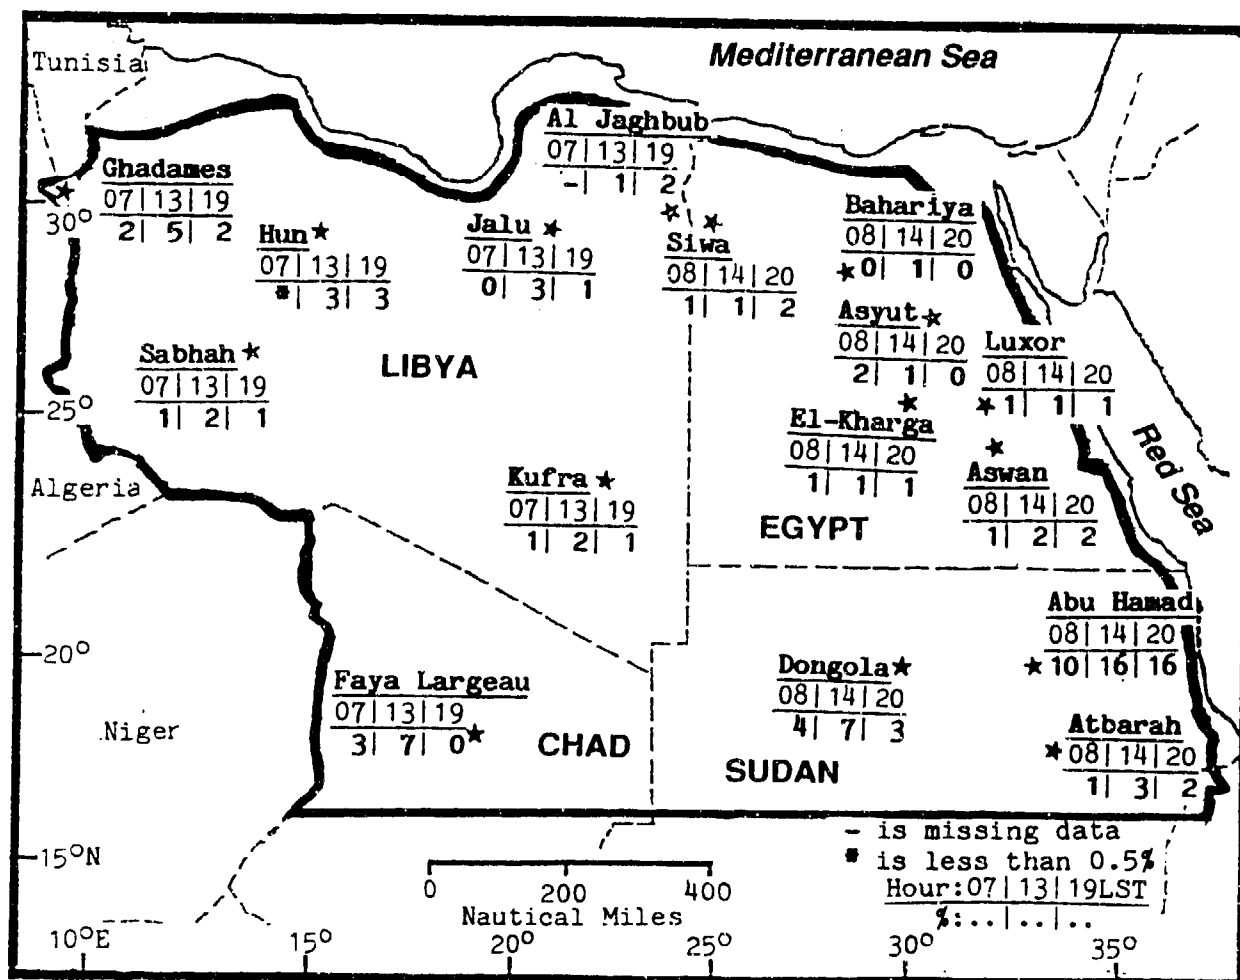 Mediterranean Sea
Tunisia
Al Jaghbub
07|13|19
-| 1| 2
Ghadames
07|13|19
2| 5| 2
30°
Hun
07|13|19
#| 3| 3
Jalu
07|13|19
0| 3| 1
Siwa
08|14|20
1| 1| 2
Bahariya
08|14|20
0| 1| 0
Asyut
08|14|20
2| 1| 0
Luxor
08|14|20
1| 1| 1
Sabhah
07|13|19
1| 2| 1
LIBYA
25°
El-Kharga
08|14|20
1| 1| 1
Red Sea
Aswan
08|14|20
1| 2| 2
Algeria
Kufra
07|13|19
1| 2| 1
EGYPT
Abu Hamad
08|14|20
10|16|16
20°
Faya Largeau
07|13|19
3| 7| 0
Dongola
08|14|20
4| 7| 3
Niger
CHAD
SUDAN
Atbarah
08|14|20
1| 3| 2
- is missing data
# is less than 0.5%
Hour:07|13|19LST
%:..|..|..
15°N
0 200 400
Nautical Miles
10°E 15° 20° 25° 30° 35°